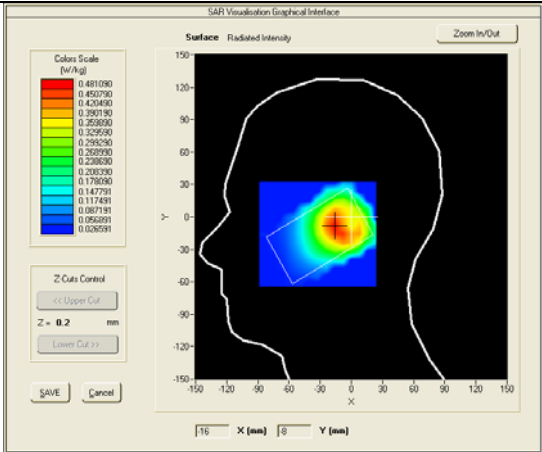 SAR Visualisation Graphical Interface
Surface Radiated Intensity
Zoom In/Out
Colors Scale
(W/kg)
0.481090
0.450790
0.420490
0.390190
0.359890
0.329590
0.299290
0.268990
0.238690
0.208390
0.178090
0.147791
0.117491
0.087191
0.056891
0.026591
Z-Cuts Control
<< Upper Cut
Z = 0.2 mm
Lower Cut >>
SAVE Cancel
150-
120-
90-
60-
30-
0-
-30-
-60-
-90-
-120-
-150-
Y
-150 -120 -90 -60 -30 0 30 60 90 120 150
X
-16 X (mm) -8 Y (mm)